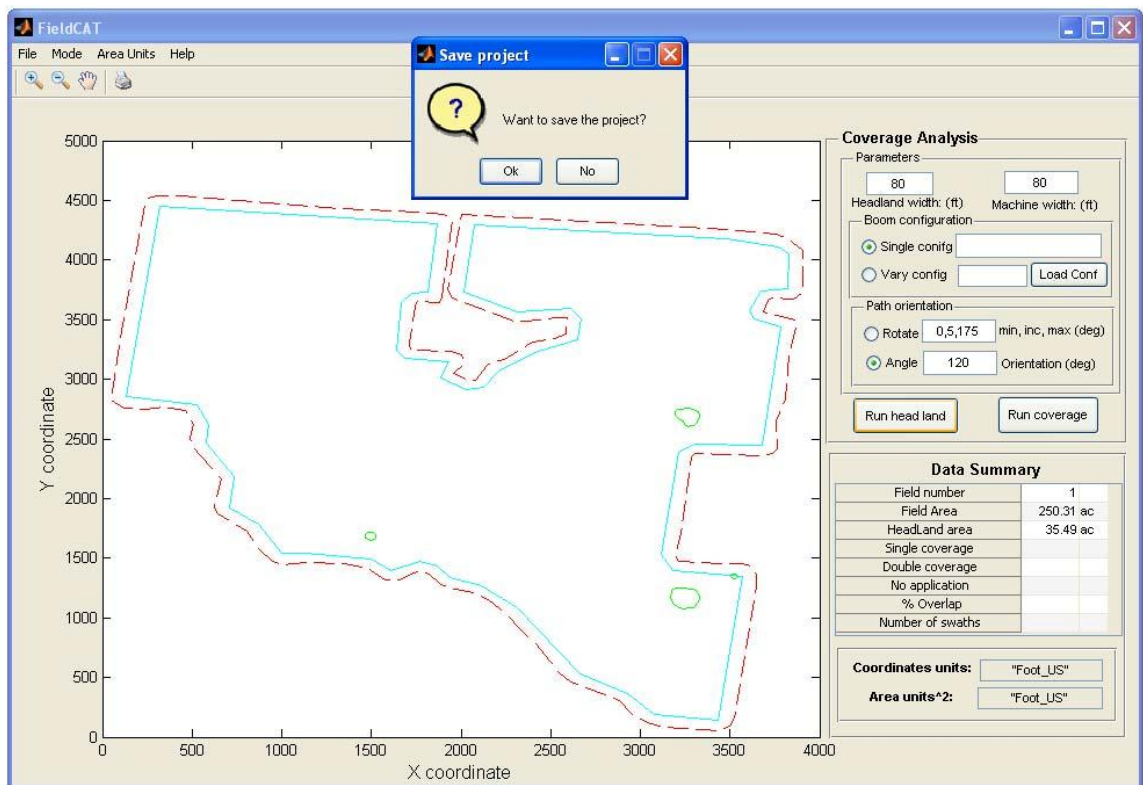 FieldCAT
File Mode Area Units Help
Save project
?
Want to save the project?
Ok No
5000
4500
4000
3500
3000
2500
2000
1500
1000
500
0
Y coordinate
0 500 1000 1500 2000 2500 3000 3500 4000
X coordinate
Coverage Analysis
Parameters
80 80
Headland width: (ft) Machine width: (ft)
Boom configuration
Single conifg
Vary config Load Conf
Path orientation
Rotate 0,5,175 min, inc, max (deg)
Angle 120 Orientation (deg)
Run head land Run coverage
Data Summary
Field number 1
Field Area 250.31 ac
HeadLand area 35.49 ac
Single coverage
Double coverage
No application
% Overlap
Number of swaths
Coordinates units: "Foot_US"
Area units^2: "Foot_US"